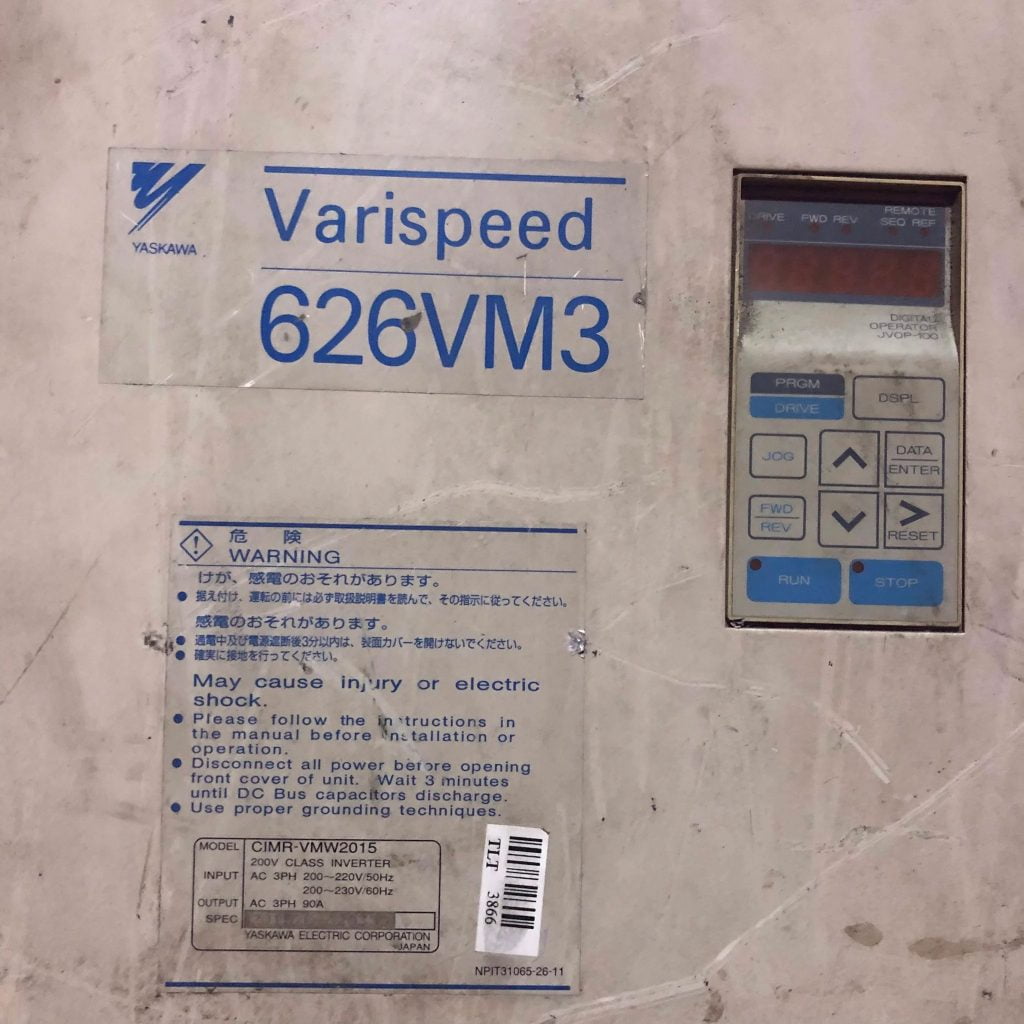 YASKAWA
Varispeed
626VM3
DRIVE FWD REV REMOTE
SEQ REF
DIGITAL
OPERATOR
JVOP-100
PRGM
DRIVE
DSPL
JOG
DATA
ENTER
FWD
REV
RESET
RUN
STOP
危険
WARNING
けが、感電のおそれがあります。
● 据え付け、運転の前には必ず取扱説明書を読んで、その指示に従ってください。
感電のおそれがあります。
● 通電中及び電源遮断後3分以内は、製面カバーを開けないでください。
● 確実に接地を行ってください。
May cause injury or electric
shock.
● Please follow the instructions in
the manual before installation or
operation.
● Disconnect all power before opening
front cover of unit. Wait 3 minutes
until DC Bus capacitors discharge.
● Use proper grounding techniques.
MODEL CIMR-VMW2015
200V CLASS INVERTER
INPUT AC 3PH 200～220V/50Hz
200～230V/60Hz
OUTPUT AC 3PH 90A
SPEC
YASKAWA ELECTRIC CORPORATION
JAPAN
TLT 3866
NPIT31065-26-11